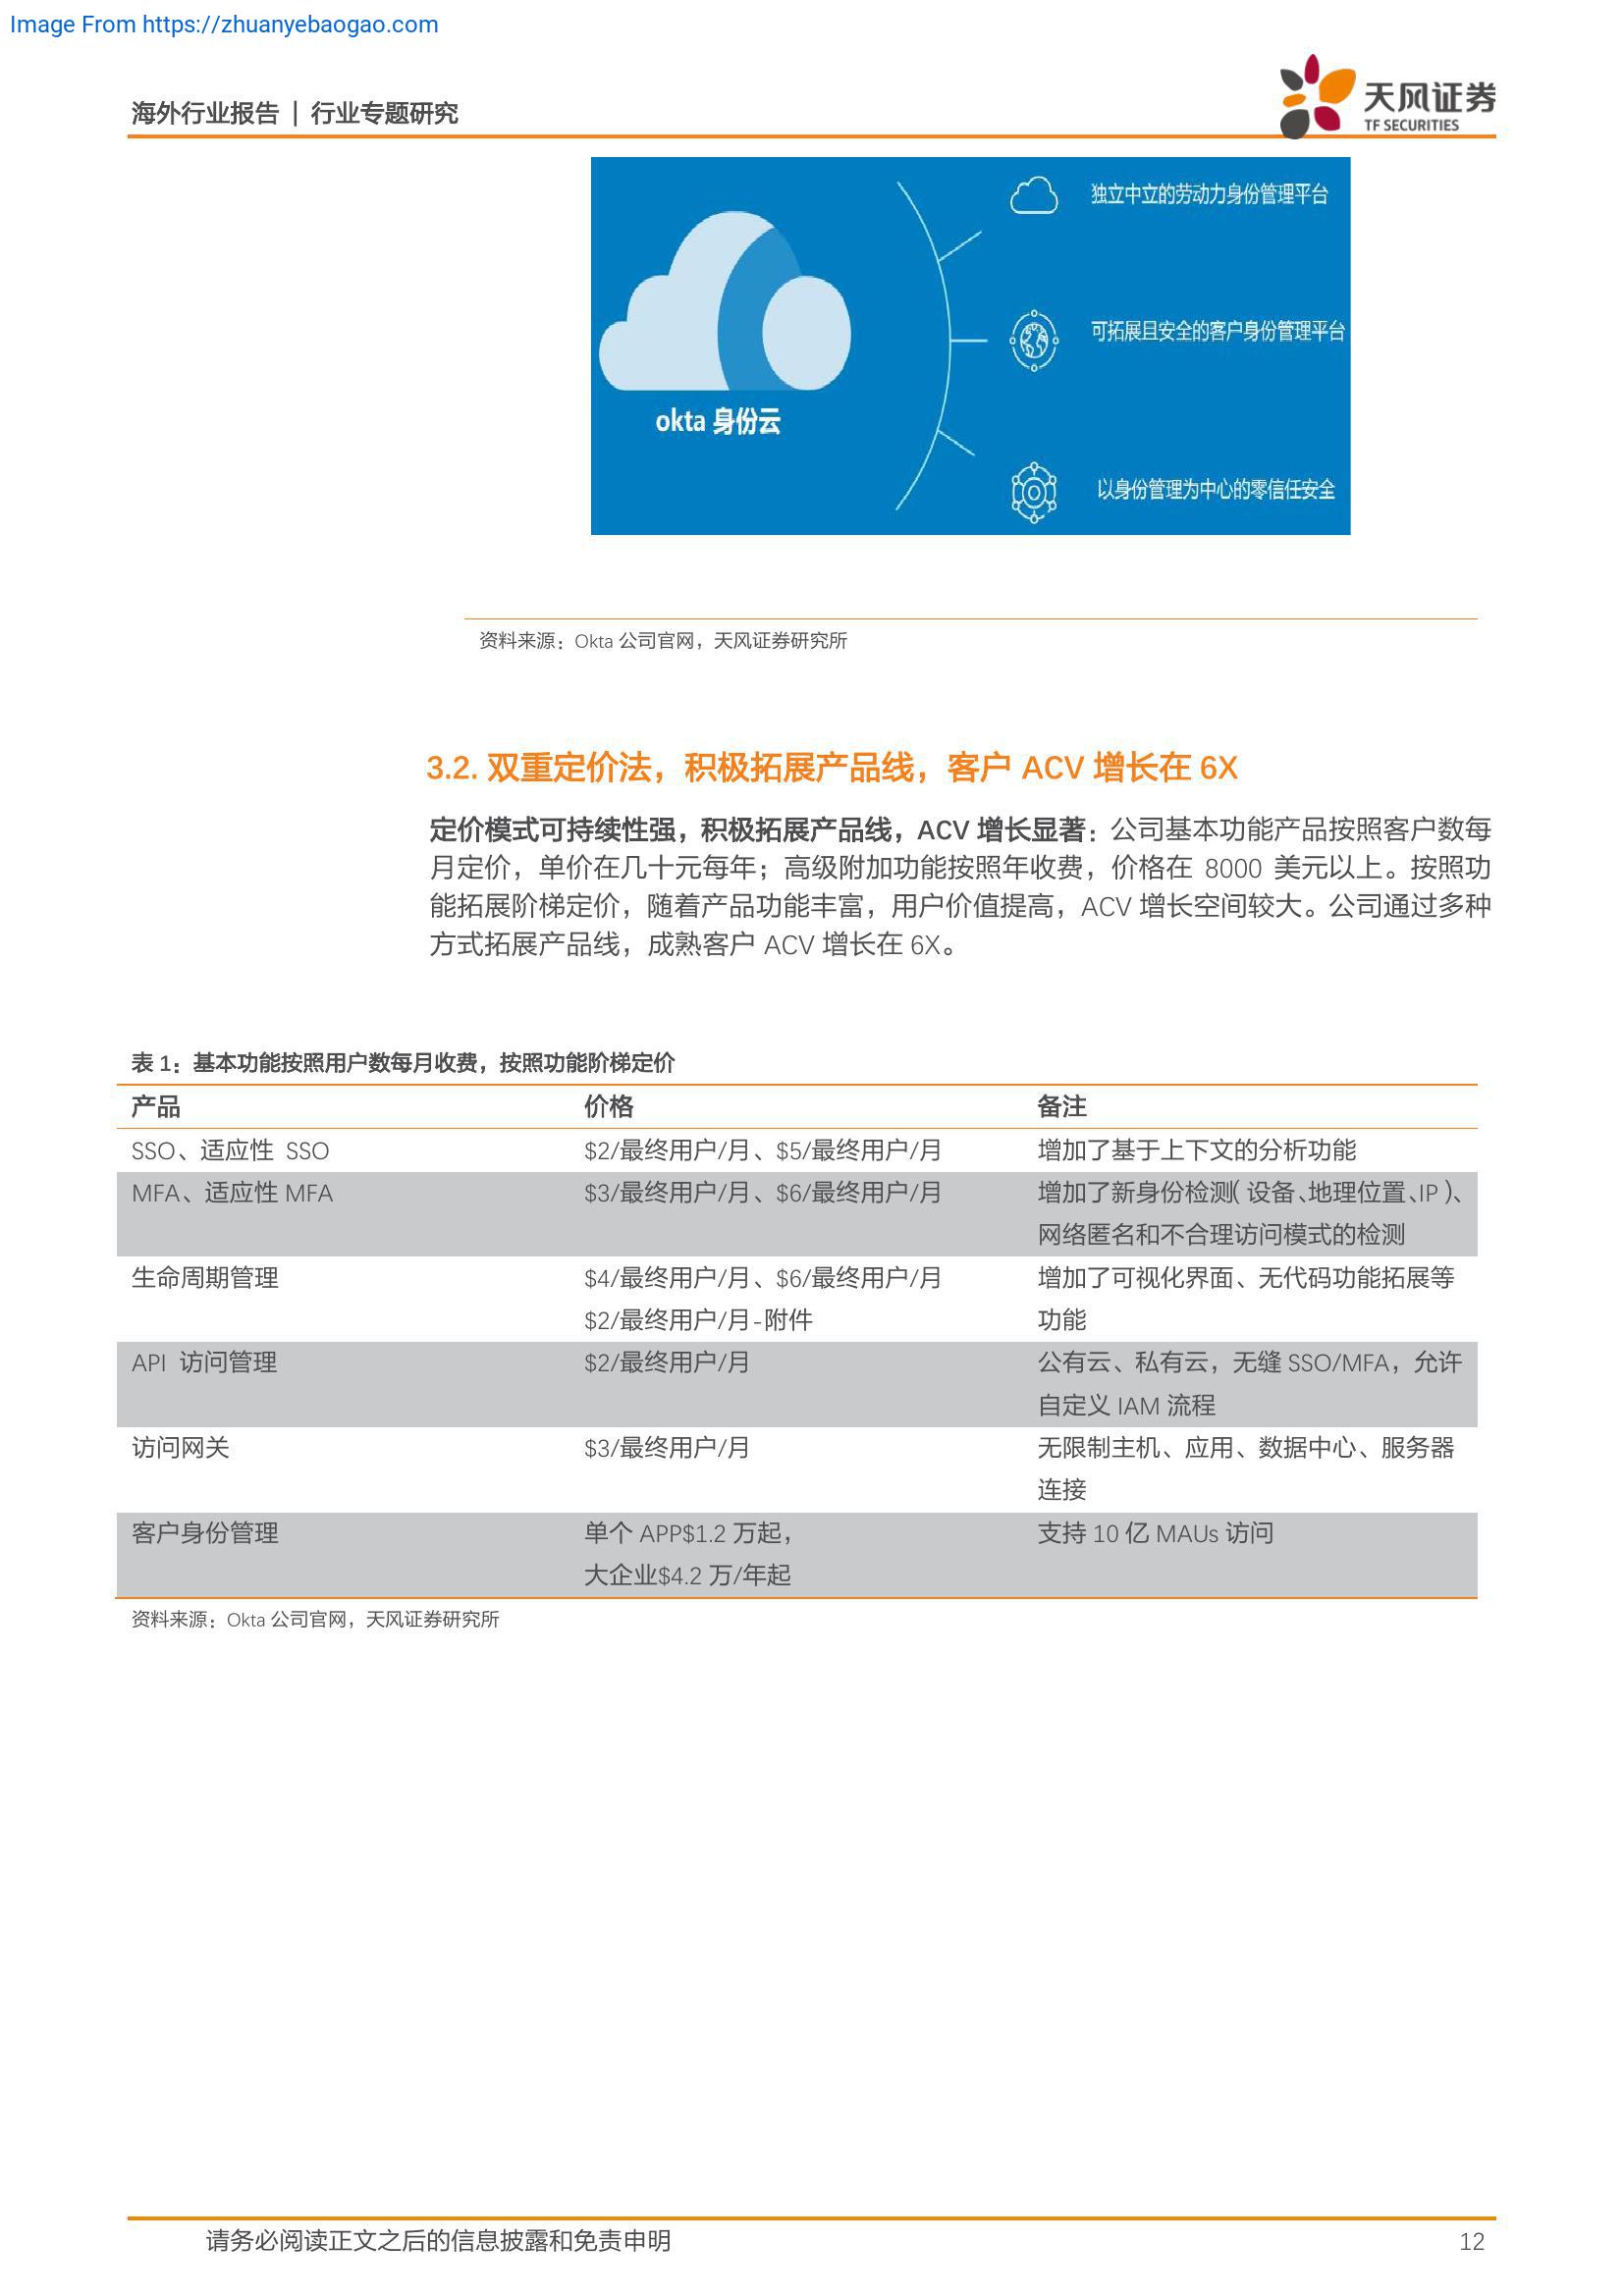 Image From https://zhuanyebaogao.com
海外行业报告 | 行业专题研究
天风证券
TF SECURITIES
独立中立的劳动力身份管理平台
可拓展且安全的客户身份管理平台
okta 身份云
以身份管理为中心的零信任安全
资料来源：Okta 公司官网，天风证券研究所
3.2. 双重定价法，积极拓展产品线，客户 ACV 增长在 6X
定价模式可持续性强，积极拓展产品线，ACV 增长显著：公司基本功能产品按照客户数每
月定价，单价在几十元每年；高级附加功能按照年收费，价格在 8000 美元以上。按照功
能拓展阶梯定价，随着产品功能丰富，用户价值提高，ACV 增长空间较大。公司通过多种
方式拓展产品线，成熟客户 ACV 增长在 6X。
表 1：基本功能按照用户数每月收费，按照功能阶梯定价
产品 价格 备注
SSO、适应性 SSO $2/最终用户/月、$5/最终用户/月 增加了基于上下文的分析功能
MFA、适应性 MFA $3/最终用户/月、$6/最终用户/月 增加了新身份检测（设备、地理位置、IP）、
网络匿名和不合理访问模式的检测
生命周期管理 $4/最终用户/月、$6/最终用户/月 增加了可视化界面、无代码功能拓展等
$2/最终用户/月-附件 功能
API 访问管理 $2/最终用户/月 公有云、私有云，无缝 SSO/MFA，允许
自定义 IAM 流程
访问网关 $3/最终用户/月 无限制主机、应用、数据中心、服务器
连接
客户身份管理 单个 APP$1.2 万起， 支持 10 亿 MAUs 访问
大企业$4.2 万/年起
资料来源：Okta 公司官网，天风证券研究所
请务必阅读正文之后的信息披露和免责申明 12